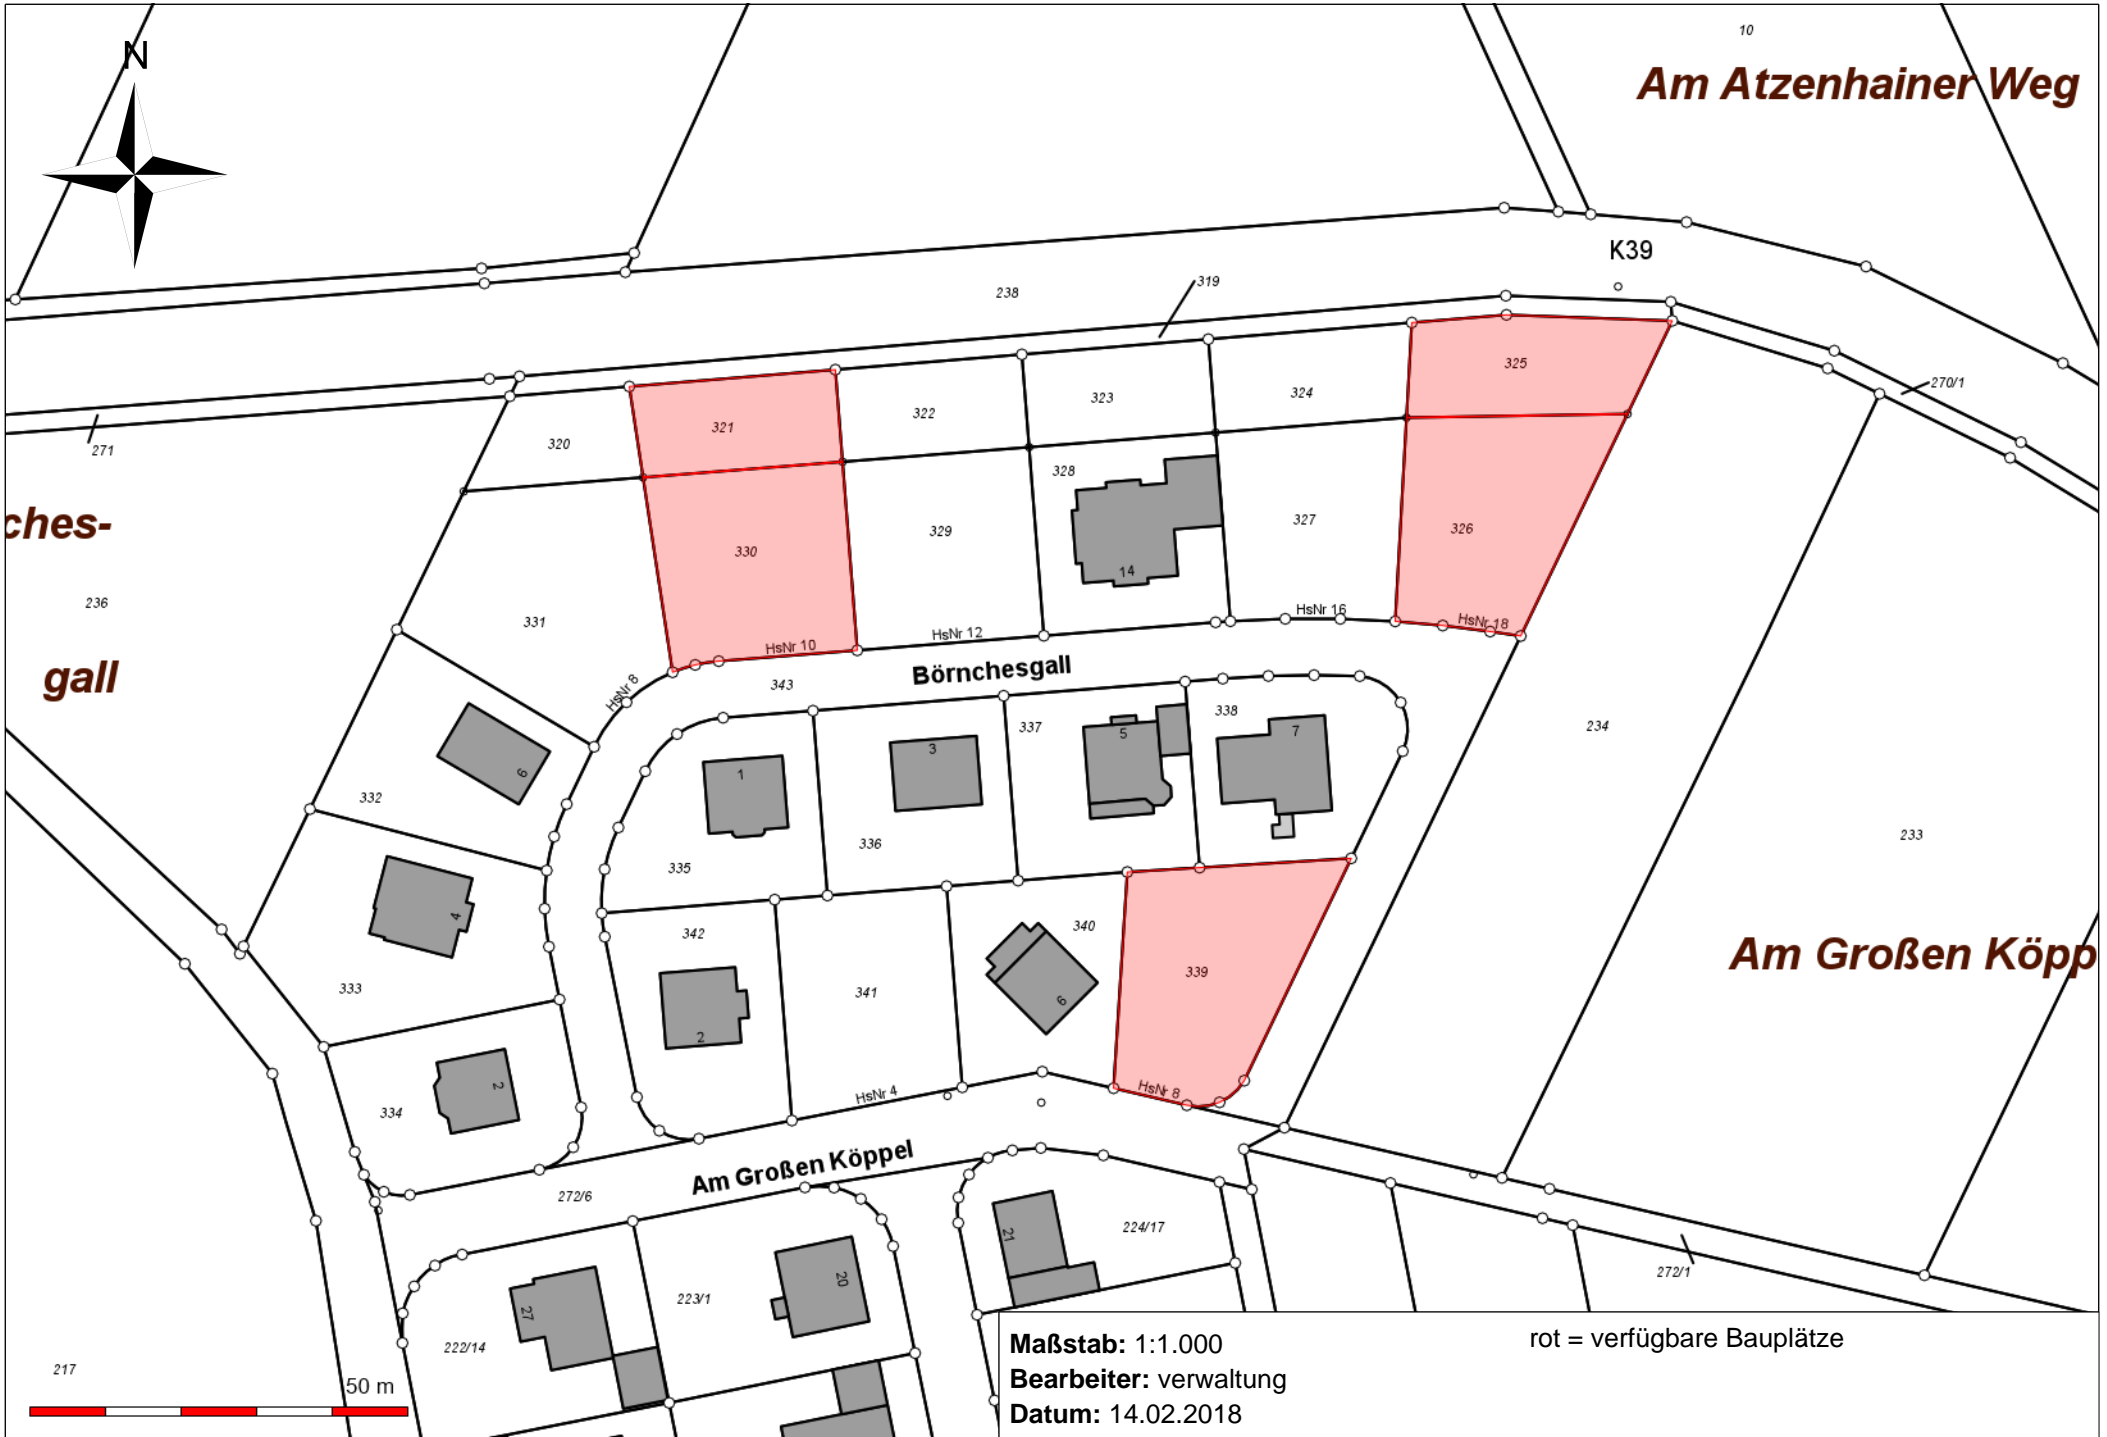 N
10
Am Atzenhainer Weg
K39
238
319
270/1
271
320
321
322
323
324
325
328
ches-
gall
236
331
330
329
14
327
326
HsNr 8
HsNr 10
HsNr 12
HsNr 16
HsNr 18
Börnchesgall
343
234
233
332
6
1
335
3
336
337
5
338
7
4
333
342
2
341
340
6
339
Am Großen Köpp
334
2
HsNr 4
HsNr 8
Am Großen Köppel
272/6
21
224/17
272/1
27
222/14
223/1
20
217
50 m
Maßstab: 1:1.000
rot = verfügbare Bauplätze
Bearbeiter: verwaltung
Datum: 14.02.2018